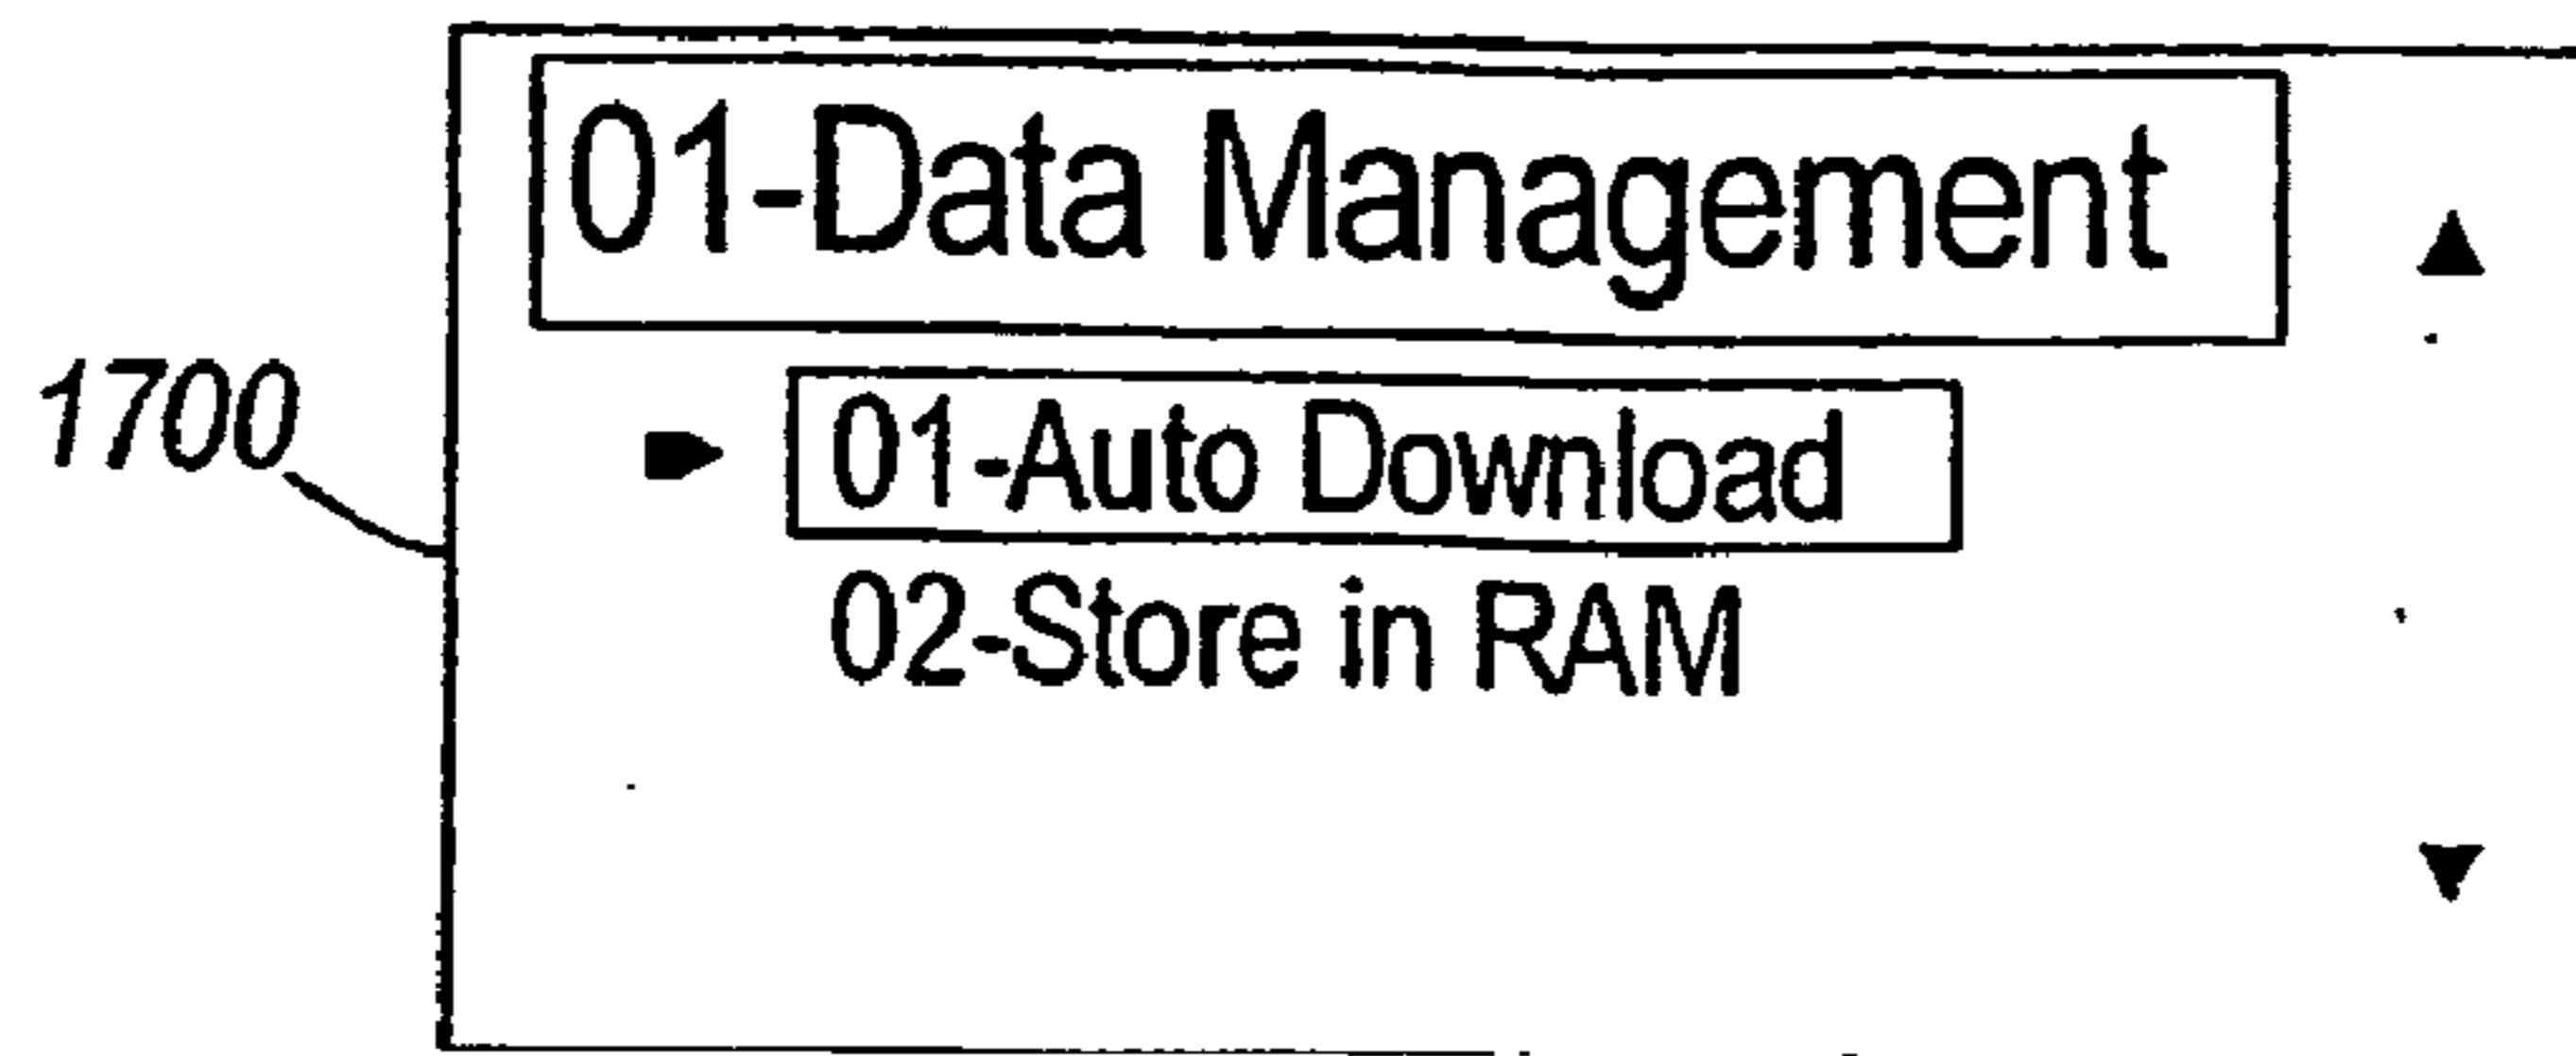 01-Data Management
1700
01-Auto Download
02-Store in RAM